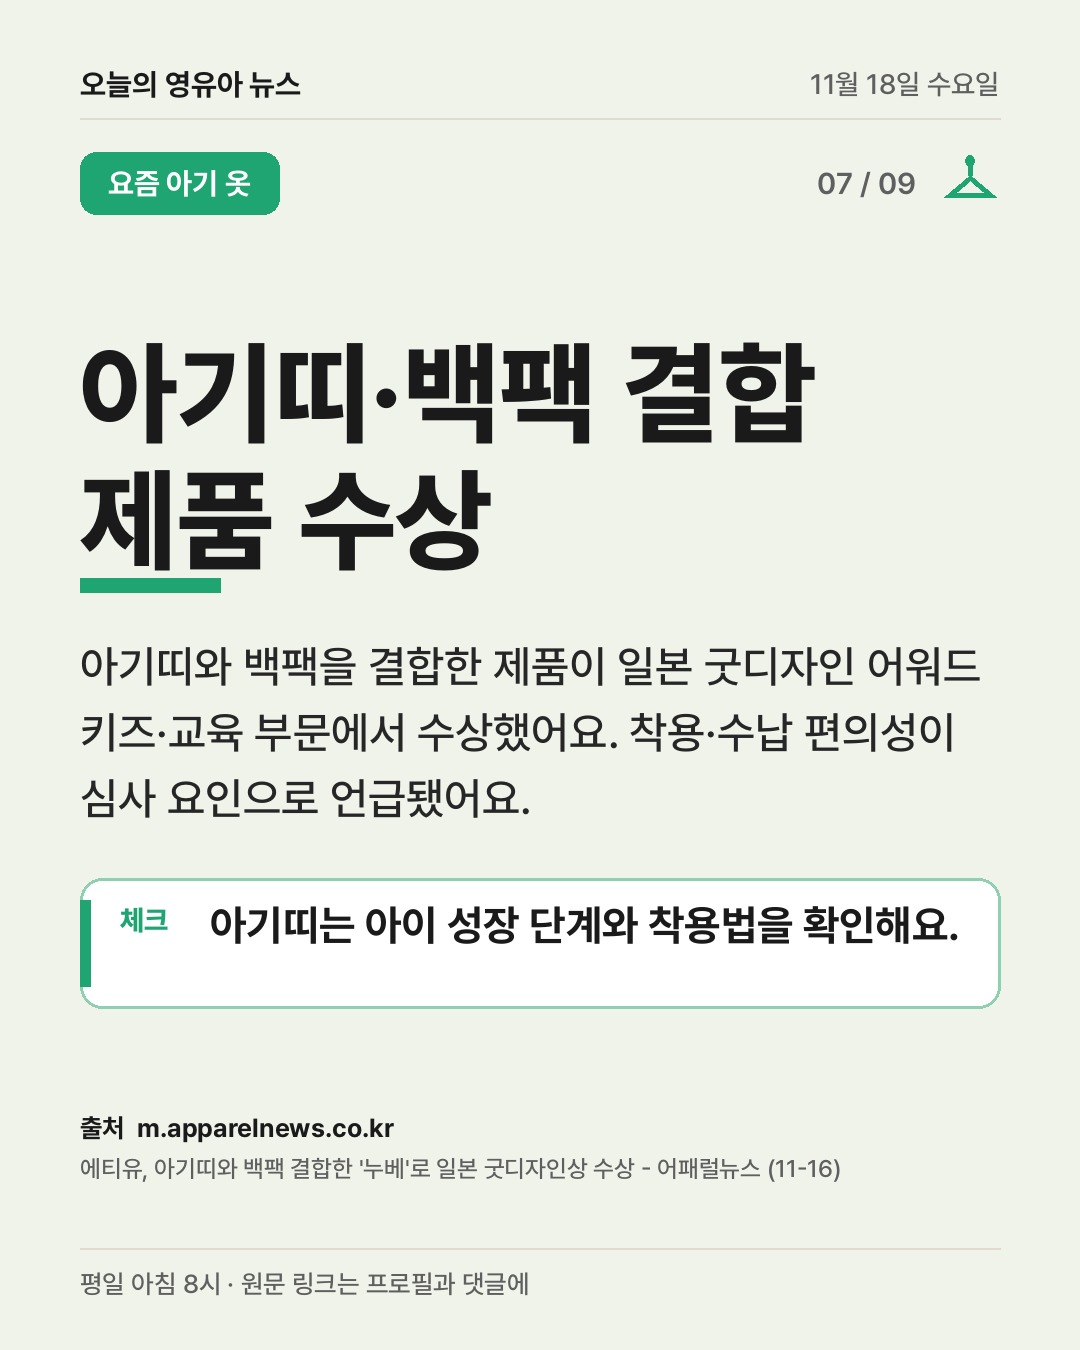 오늘의 영유아 뉴스
11월 18일 수요일
요즘 아기 옷
07 / 09
아기띠·백팩 결합
제품 수상
아기띠와 백팩을 결합한 제품이 일본 굿디자인 어워드
키즈·교육 부문에서 수상했어요. 착용·수납 편의성이
심사 요인으로 언급됐어요.
체크 아기띠는 아이 성장 단계와 착용법을 확인해요.
출처 m.apparelnews.co.kr
에티유, 아기띠와 백팩 결합한 '누베'로 일본 굿디자인상 수상 - 어패럴뉴스 (11-16)
평일 아침 8시 · 원문 링크는 프로필과 댓글에